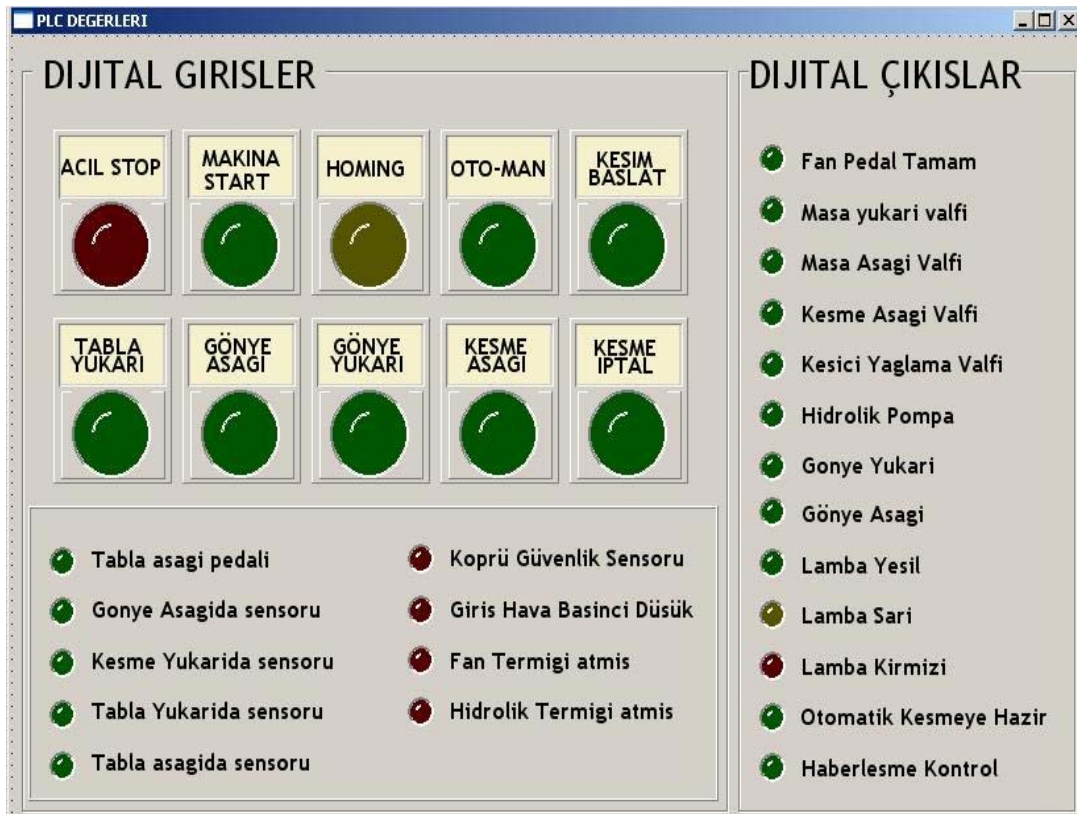 PLC DEGERLERI
DIJITAL GIRISLER
ACIL STOP
MAKINA
START
HOMING
OTO-MAN
KESIM
BASLAT
TABLA
YUKARI
GÖNYE
ASAGI
GÖNYE
YUKARI
KESME
ASAGI
KESME
IPTAL
Tabla asagi pedali
Gonye Asagida sensoru
Kesme Yukarida sensoru
Tabla Yukarida sensoru
Tabla asagida sensoru
Koprü Güvenlik Sensoru
Giris Hava Basinci Düsük
Fan Termigi atmis
Hidrolik Termigi atmis
DIJITAL ÇIKISLAR
Fan Pedal Tamam
Masa yukari valfi
Masa Asagi Valfi
Kesme Asagi Valfi
Kesici Yaglama Valfi
Hidrolik Pompa
Gonye Yukari
Gönye Asagi
Lamba Yesil
Lamba Sari
Lamba Kirmizi
Otomatik Kesmeye Hazir
Haberlesme Kontrol